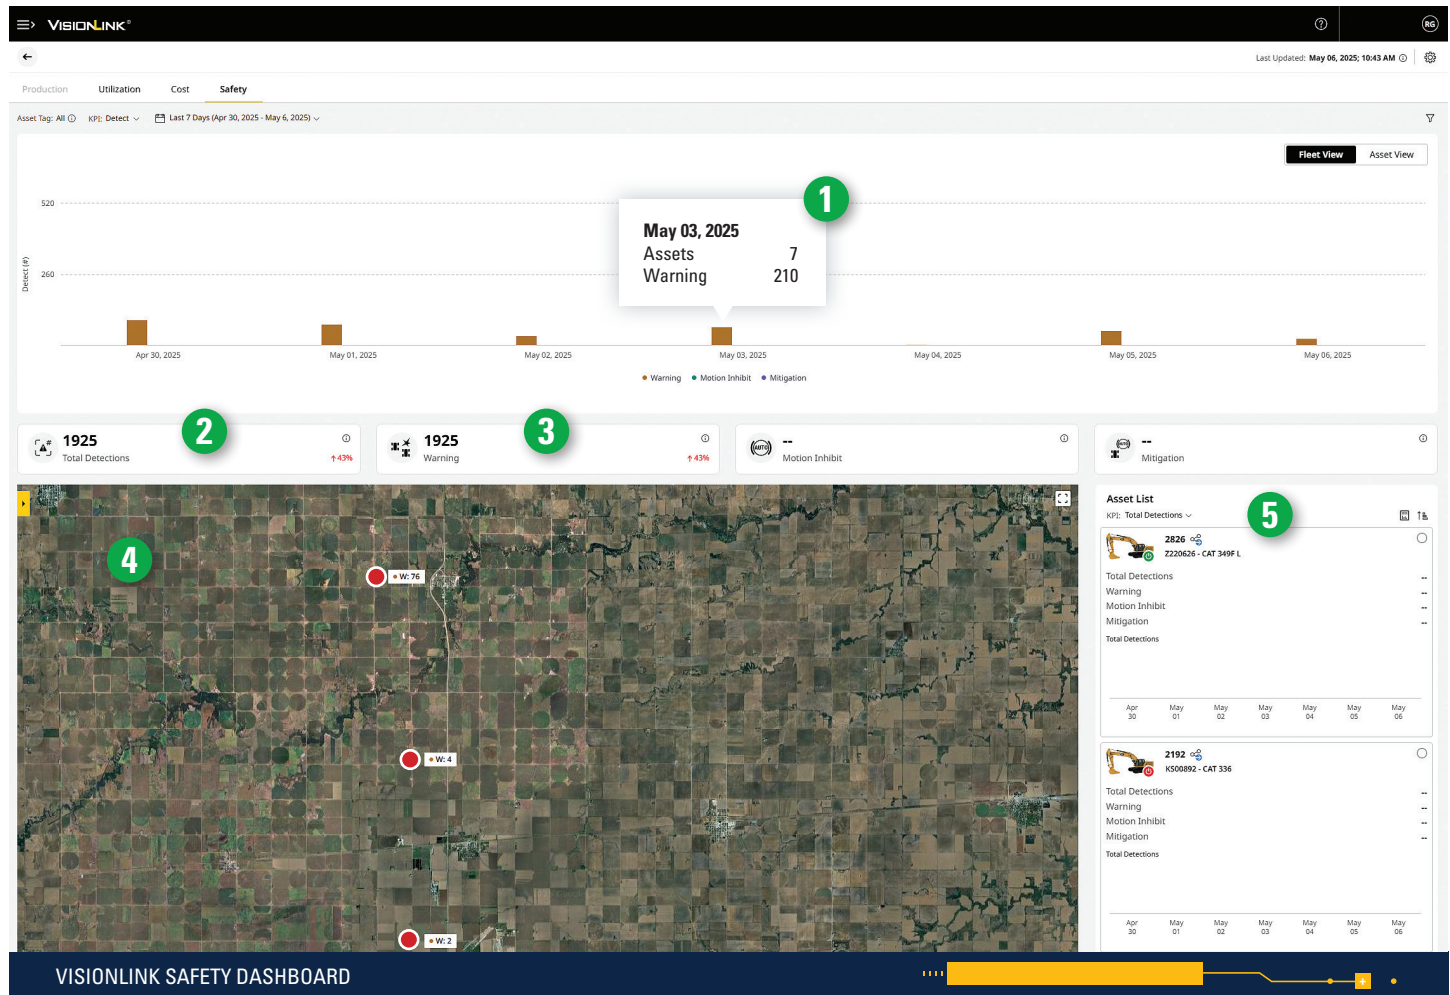 VISIONLINK®
RG
Last Updated: May 06, 2025; 10:43 AM
Production Utilization Cost Safety
Asset Tag: All KPI: Detect Last 7 Days (Apr 30, 2025 - May 6, 2025)
Fleet View Asset View
1
520
May 03, 2025
Assets 7
Warning 210
260
Detect (#)
Apr 30, 2025 May 01, 2025 May 02, 2025 May 03, 2025 May 04, 2025 May 05, 2025 May 06, 2025
Warning Motion Inhibit Mitigation
2
1925
Total Detections
43%
3
1925
Warning
43%
AUTO
--
Motion Inhibit
--
Mitigation
4
W: 76
W: 4
W: 2
Asset List
5
KPI: Total Detections
2826
Z220626 - CAT 349F L
Total Detections --
Warning --
Motion Inhibit --
Mitigation --
Total Detections
Apr 30 May 01 May 02 May 03 May 04 May 05 May 06
2192
KS00892 - CAT 336
Total Detections --
Warning --
Motion Inhibit --
Mitigation --
Total Detections
Apr 30 May 01 May 02 May 03 May 04 May 05 May 06
VISIONLINK SAFETY DASHBOARD